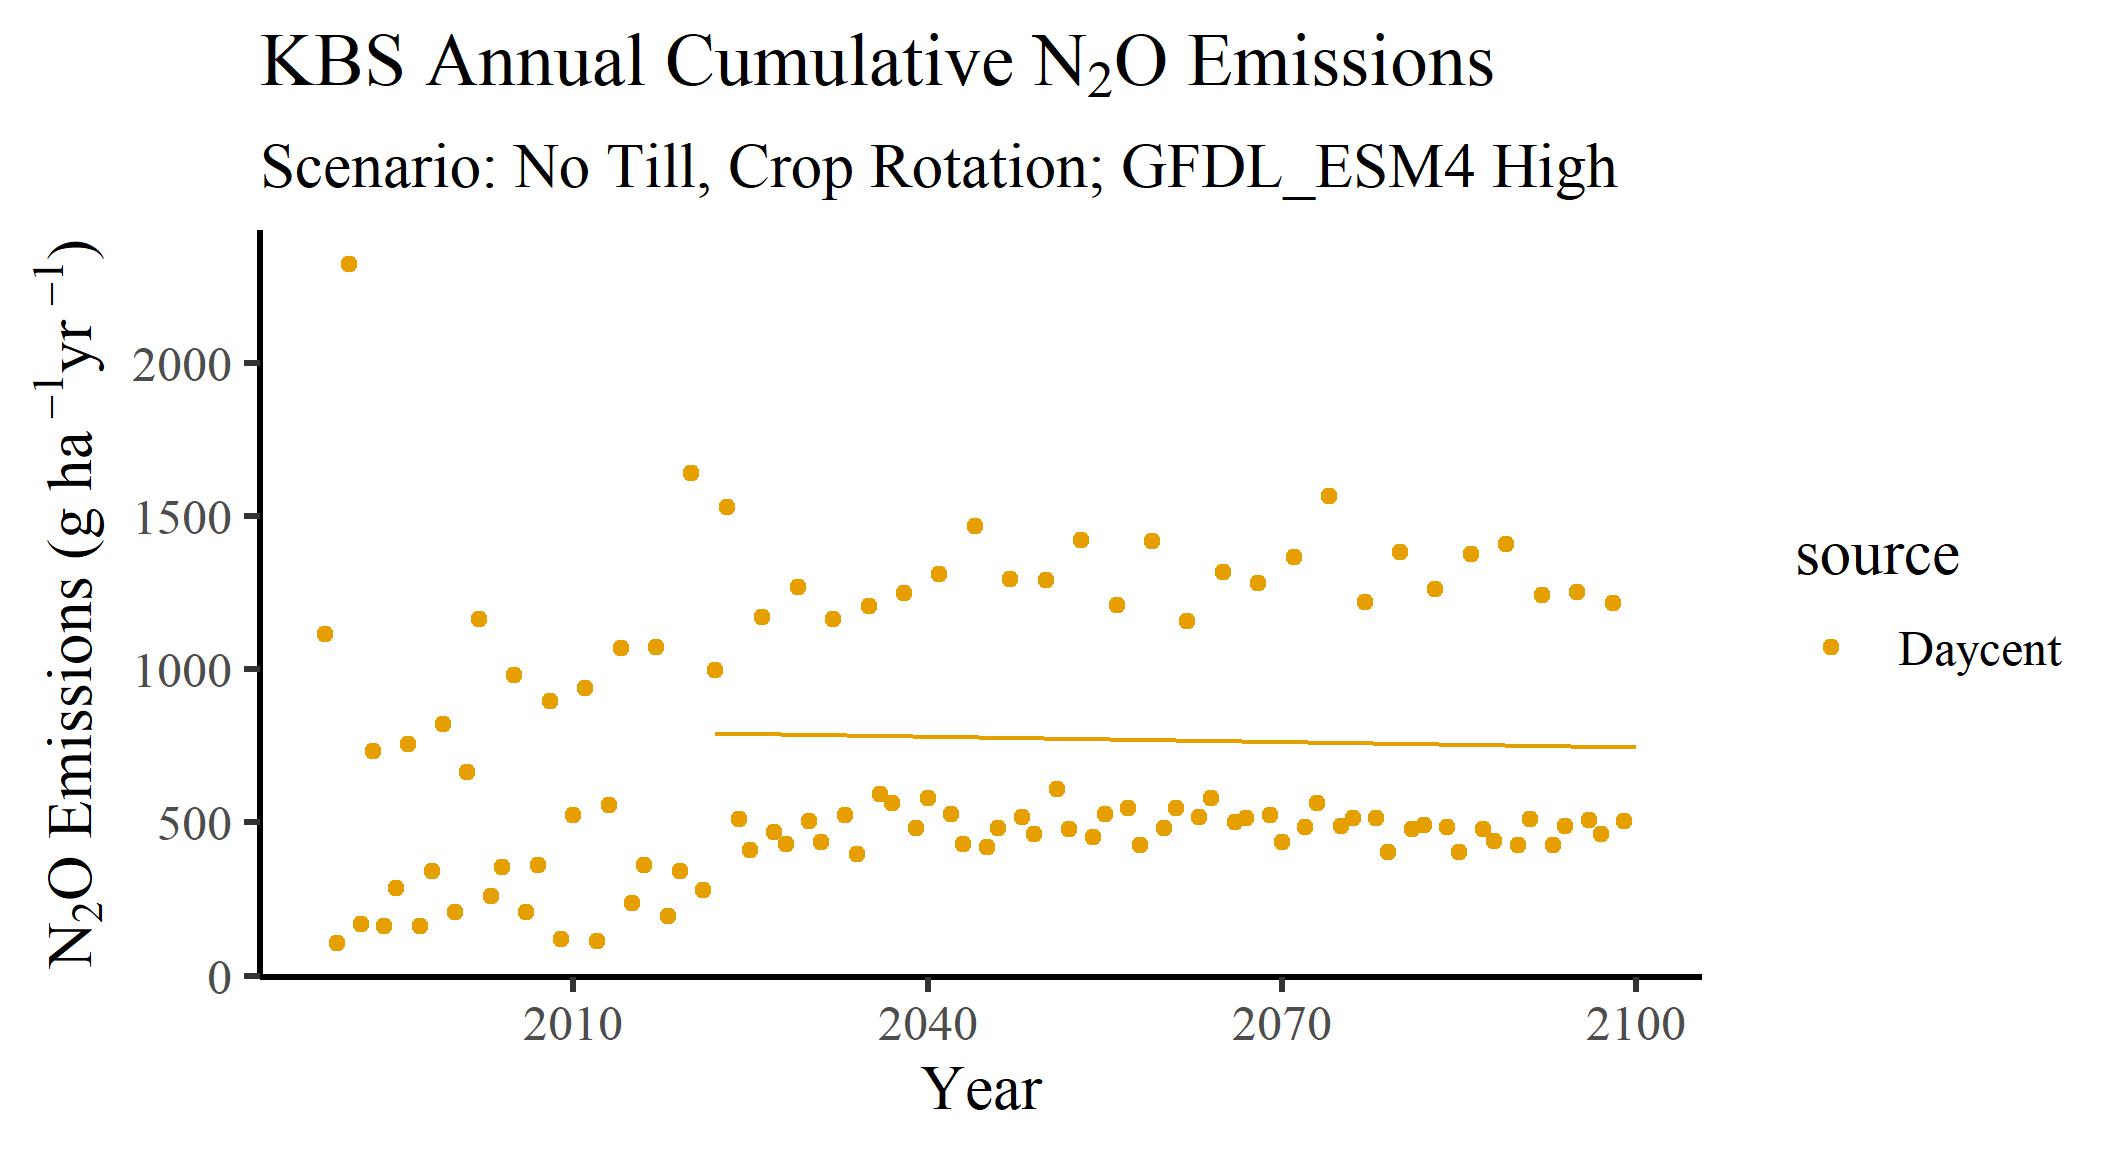 KBS Annual Cumulative N₂O Emissions
Scenario: No Till, Crop Rotation; GFDL_ESM4 High
N₂O Emissions (g ha⁻¹yr⁻¹)
2000
1500
1000
500
0
2010 2040 2070 2100
Year
source
Daycent